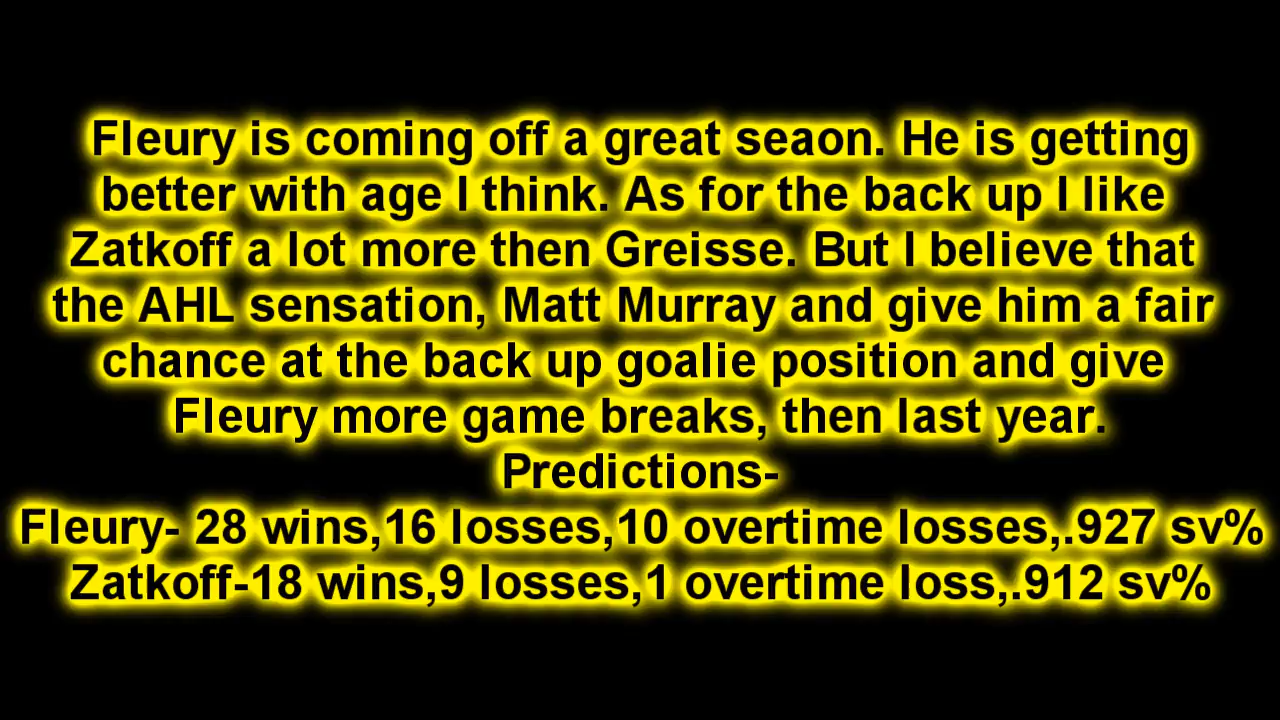 Fleury is coming off a great seaon. He is getting
better with age I think. As for the back up I like
Zatkoff a lot more then Greisse. But I believe that
the AHL sensation, Matt Murray and give him a fair
chance at the back up goalie position and give
Fleury more game breaks, then last year.
Predictions-
Fleury- 28 wins,16 losses,10 overtime losses,.927 sv%
Zatkoff-18 wins,9 losses,1 overtime loss,.912 sv%